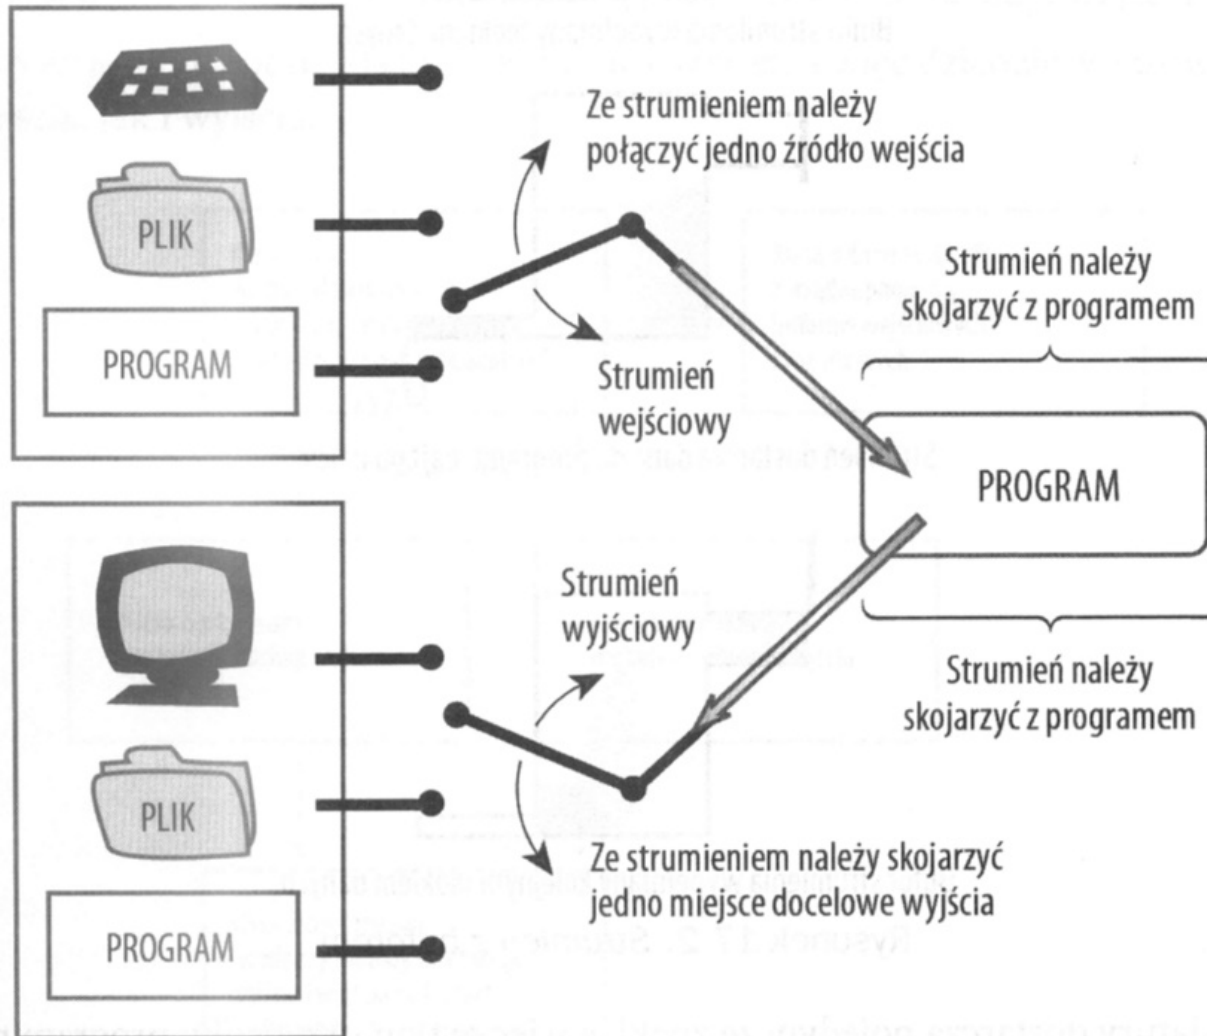 Ze strumieniem należy
połączyć jedno źródło wejścia
PLIK
PROGRAM
Strumień
wejściowy
Strumień należy
skojarzyć z programem
PROGRAM
Strumień
wyjściowy
Strumień należy
skojarzyć z programem
PLIK
PROGRAM
Ze strumieniem należy skojarzyć
jedno miejsce docelowe wyjścia